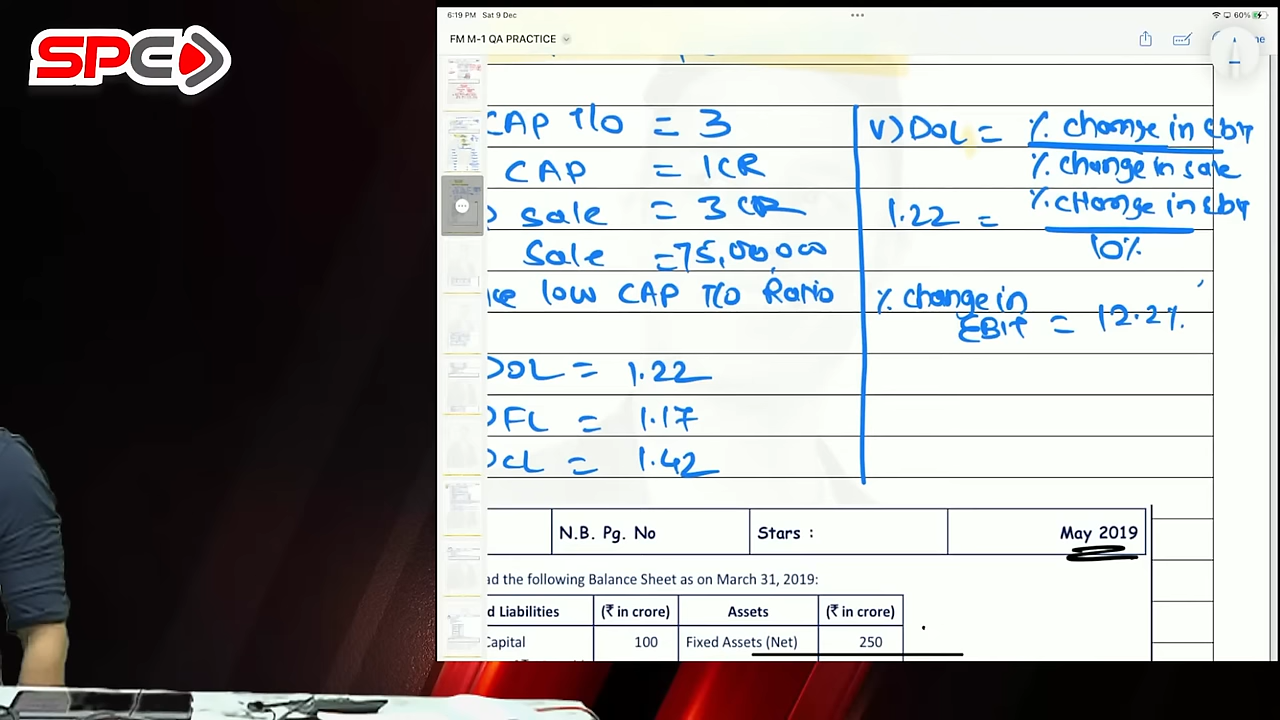 6:19 PM Sat 9 Dec
60%
SPC
FM M-1 QA PRACTICE
CAP T/O = 3
CAP = 1 CR
sale = 3 CR
Sale = 75,00,000
low CAP T/O Ratio
DOL = 1.22
DFL = 1.17
DCL = 1.42
V) DOL = % change in Ebit
% change in sale
1.22 = % change in Ebit
10%
% change in
EBIT = 12.2%
N.B. Pg. No
Stars :
May 2019
ad the following Balance Sheet as on March 31, 2019:
d Liabilities (₹ in crore) Assets (₹ in crore)
Capital 100 Fixed Assets (Net) 250